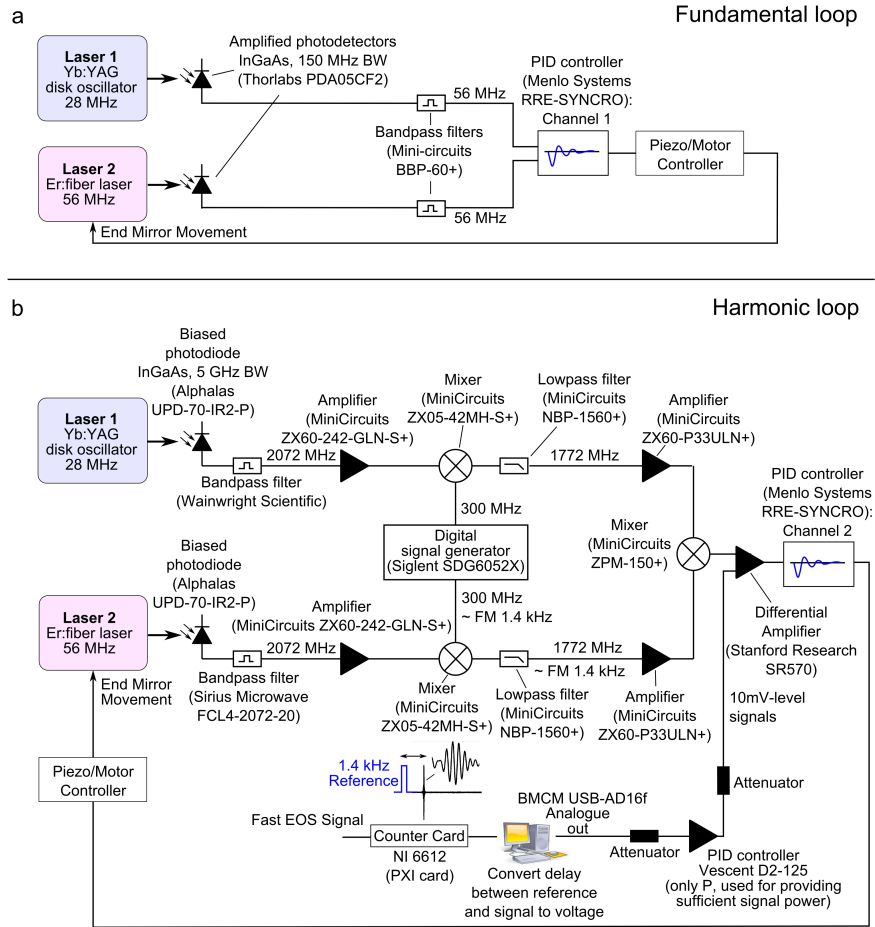 a
Fundamental loop
Laser 1
Yb:YAG
disk oscillator
28 MHz
Amplified photodetectors
InGaAs, 150 MHz BW
(Thorlabs PDA05CF2)
56 MHz
Bandpass filters
(Mini-circuits
BBP-60+)
56 MHz
PID controller
(Menlo Systems
RRE-SYNCRO):
Channel 1
Piezo/Motor
Controller
Laser 2
Er:fiber laser
56 MHz
End Mirror Movement
b
Harmonic loop
Biased
photodiode
InGaAs, 5 GHz BW
(Alphalas
UPD-70-IR2-P)
Laser 1
Yb:YAG
disk oscillator
28 MHz
2072 MHz
Bandpass filter
(Wainwright Scientific)
Amplifier
(MiniCircuits
ZX60-242-GLN-S+)
Mixer
(MiniCircuits
ZX05-42MH-S+)
Lowpass filter
(MiniCircuits
NBP-1560+)
1772 MHz
Amplifier
(MiniCircuits
ZX60-P33ULN+)
300 MHz
Digital
signal generator
(Siglent SDG6052X)
300 MHz
~ FM 1.4 kHz
Mixer
(MiniCircuits
ZPM-150+)
PID controller
(Menlo Systems
RRE-SYNCRO):
Channel 2
Differential
Amplifier
(Stanford Research
SR570)
Biased
photodiode
(Alphalas
UPD-70-IR2-P)
Laser 2
Er:fiber laser
56 MHz
End Mirror
Movement
2072 MHz
Bandpass filter
(Sirius Microwave
FCL4-2072-20)
Amplifier
(MiniCircuits ZX60-242-GLN-S+)
Mixer
(MiniCircuits
ZX05-42MH-S+)
1772 MHz
~ FM 1.4 kHz
Lowpass filter
(MiniCircuits
NBP-1560+)
Amplifier
(MiniCircuits
ZX60-P33ULN+)
10mV-level
signals
Piezo/Motor
Controller
1.4 kHz
Reference
Fast EOS Signal
Counter Card
NI 6612
(PXI card)
BMCM USB-AD16f
Analogue
out
Convert delay
between reference
and signal to voltage
Attenuator
Attenuator
PID controller
Vescent D2-125
(only P, used for providing
sufficient signal power)